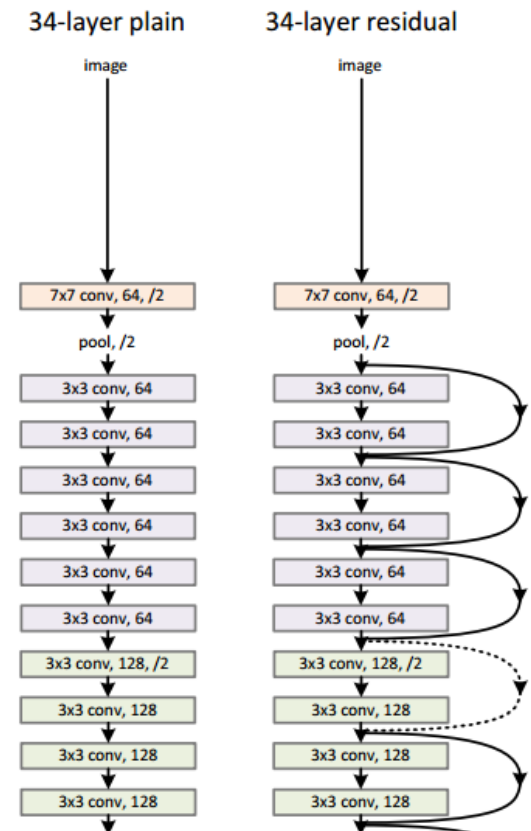 34-layer plain
image
7x7 conv, 64, /2
pool, /2
3x3 conv, 64
3x3 conv, 64
3x3 conv, 64
3x3 conv, 64
3x3 conv, 64
3x3 conv, 64
3x3 conv, 128, /2
3x3 conv, 128
3x3 conv, 128
3x3 conv, 128
34-layer residual
image
7x7 conv, 64, /2
pool, /2
3x3 conv, 64
3x3 conv, 64
3x3 conv, 64
3x3 conv, 64
3x3 conv, 64
3x3 conv, 64
3x3 conv, 128, /2
3x3 conv, 128
3x3 conv, 128
3x3 conv, 128